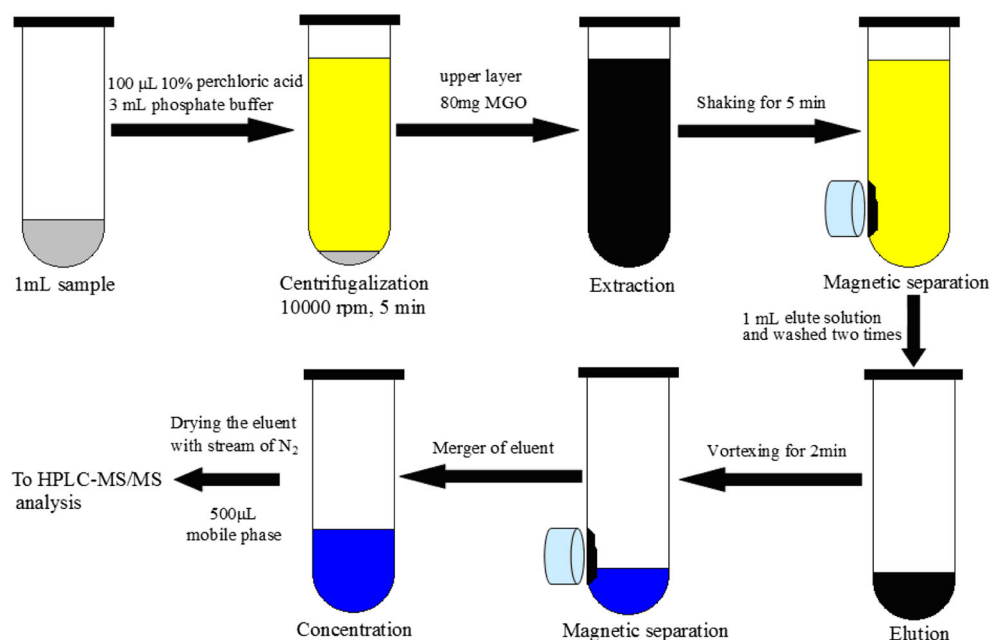 100 μL 10% perchloric acid
3 mL phosphate buffer
upper layer
80mg MGO
Shaking for 5 min
1mL sample
Centrifugalization
10000 rpm, 5 min
Extraction
Magnetic separation
1 mL elute solution
and washed two times
Drying the eluent
with stream of N₂
Merger of eluent
Vortexing for 2min
To HPLC-MS/MS
analysis
500μL
mobile phase
Concentration
Magnetic separation
Elution